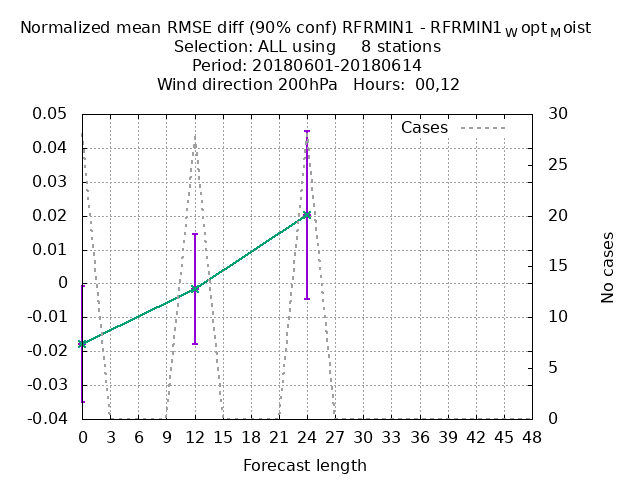 Normalized mean RMSE diff (90% conf) RFRMIN1 - RFRMIN1WoptMoist
Selection: ALL using     8 stations
Period: 20180601-20180614
Wind direction 200hPa   Hours:  00,12
Cases
0.05
0.04
0.03
0.02
0.01
0
-0.01
-0.02
-0.03
-0.04
30
25
20
15
10
5
0
No cases
0 3 6 9 12 15 18 21 24 27 30 33 36 39 42 45 48
Forecast length